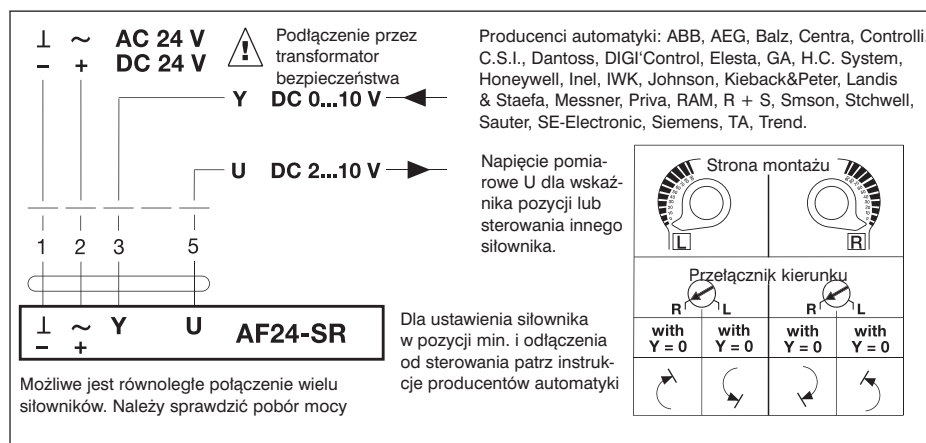 ⊥ ~ AC 24 V
– + DC 24 V
Podłączenie przez
transformator
bezpieczeństwa
Y DC 0...10 V
U DC 2...10 V
1 2 3 5
⊥ ~ Y U AF24-SR
– +
Możliwe jest równoległe połączenie wielu
siłowników. Należy sprawdzić pobór mocy
Producenci automatyki: ABB, AEG, Balz, Centra, Controlli,
C.S.I., Dantoss, DIGI'Control, Elesta, GA, H.C. System,
Honeywell, Inel, IWK, Johnson, Kieback&Peter, Landis
& Staefa, Messner, Priva, RAM, R + S, Smson, Stchwell,
Sauter, SE-Electronic, Siemens, TA, Trend.
Napięcie pomia-
rowe U dla wskaź-
nika pozycji lub
sterowania innego
siłownika.
Dla ustawienia siłownika
w pozycji min. i odłączenia
od sterowania patrz instruk-
cje producentów automatyki
Strona montażu
L R
Przełącznik kierunku
R L R L
with with with with
Y = 0 Y = 0 Y = 0 Y = 0